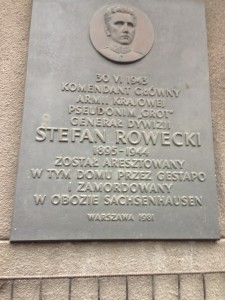 30 VI 1943
KOMENDANT GŁÓWNY
ARMII KRAJOWEJ
PSEUDONIM „GROT”
GENERAŁ DYWIZJI
STEFAN ROWECKI
1895-1944
ZOSTAŁ ARESZTOWANY
W TYM DOMU PRZEZ GESTAPO
I ZAMORDOWANY
W OBOZIE SACHSENHAUSEN
WARSZAWA 1981